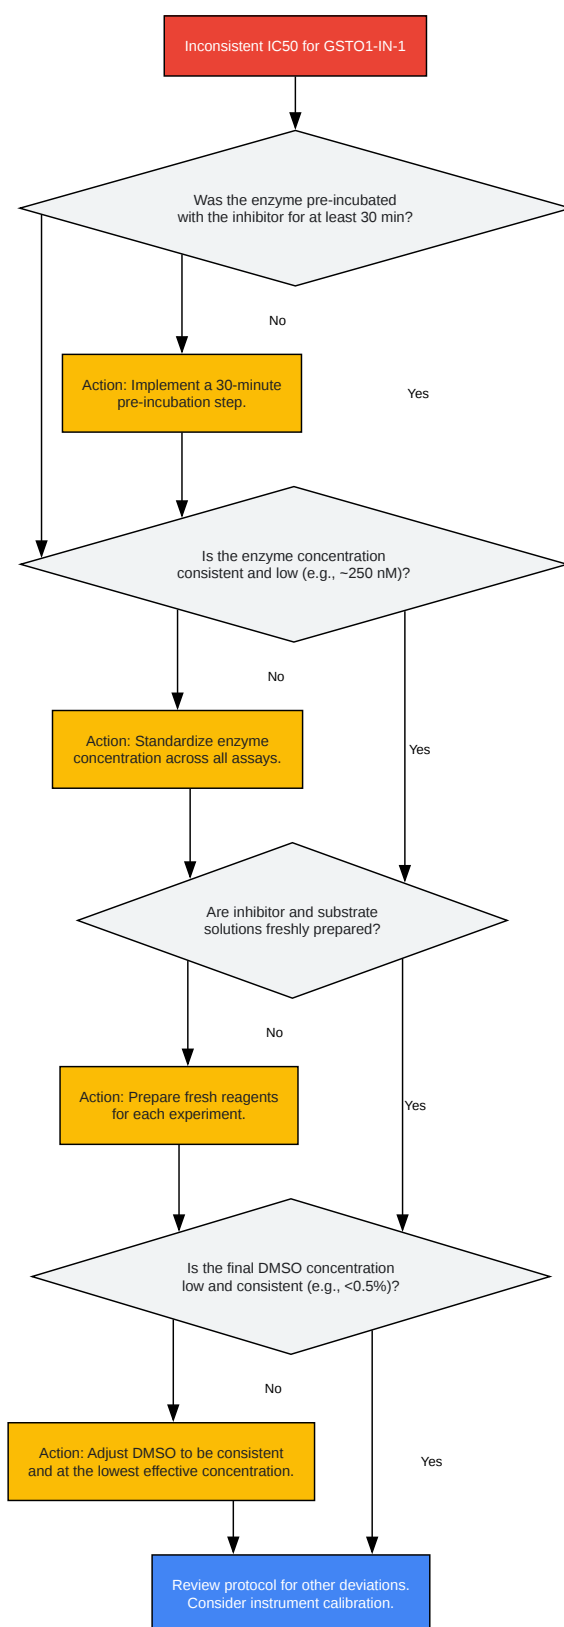 Inconsistent IC50 for GSTO1-IN-1
Was the enzyme pre-incubated
with the inhibitor for at least 30 min?
No
Action: Implement a 30-minute
pre-incubation step.
Yes
Is the enzyme concentration
consistent and low (e.g., ~250 nM)?
No
Action: Standardize enzyme
concentration across all assays.
Yes
Are inhibitor and substrate
solutions freshly prepared?
No
Action: Prepare fresh reagents
for each experiment.
Yes
Is the final DMSO concentration
low and consistent (e.g., <0.5%)?
No
Action: Adjust DMSO to be consistent
and at the lowest effective concentration.
Yes
Review protocol for other deviations.
Consider instrument calibration.